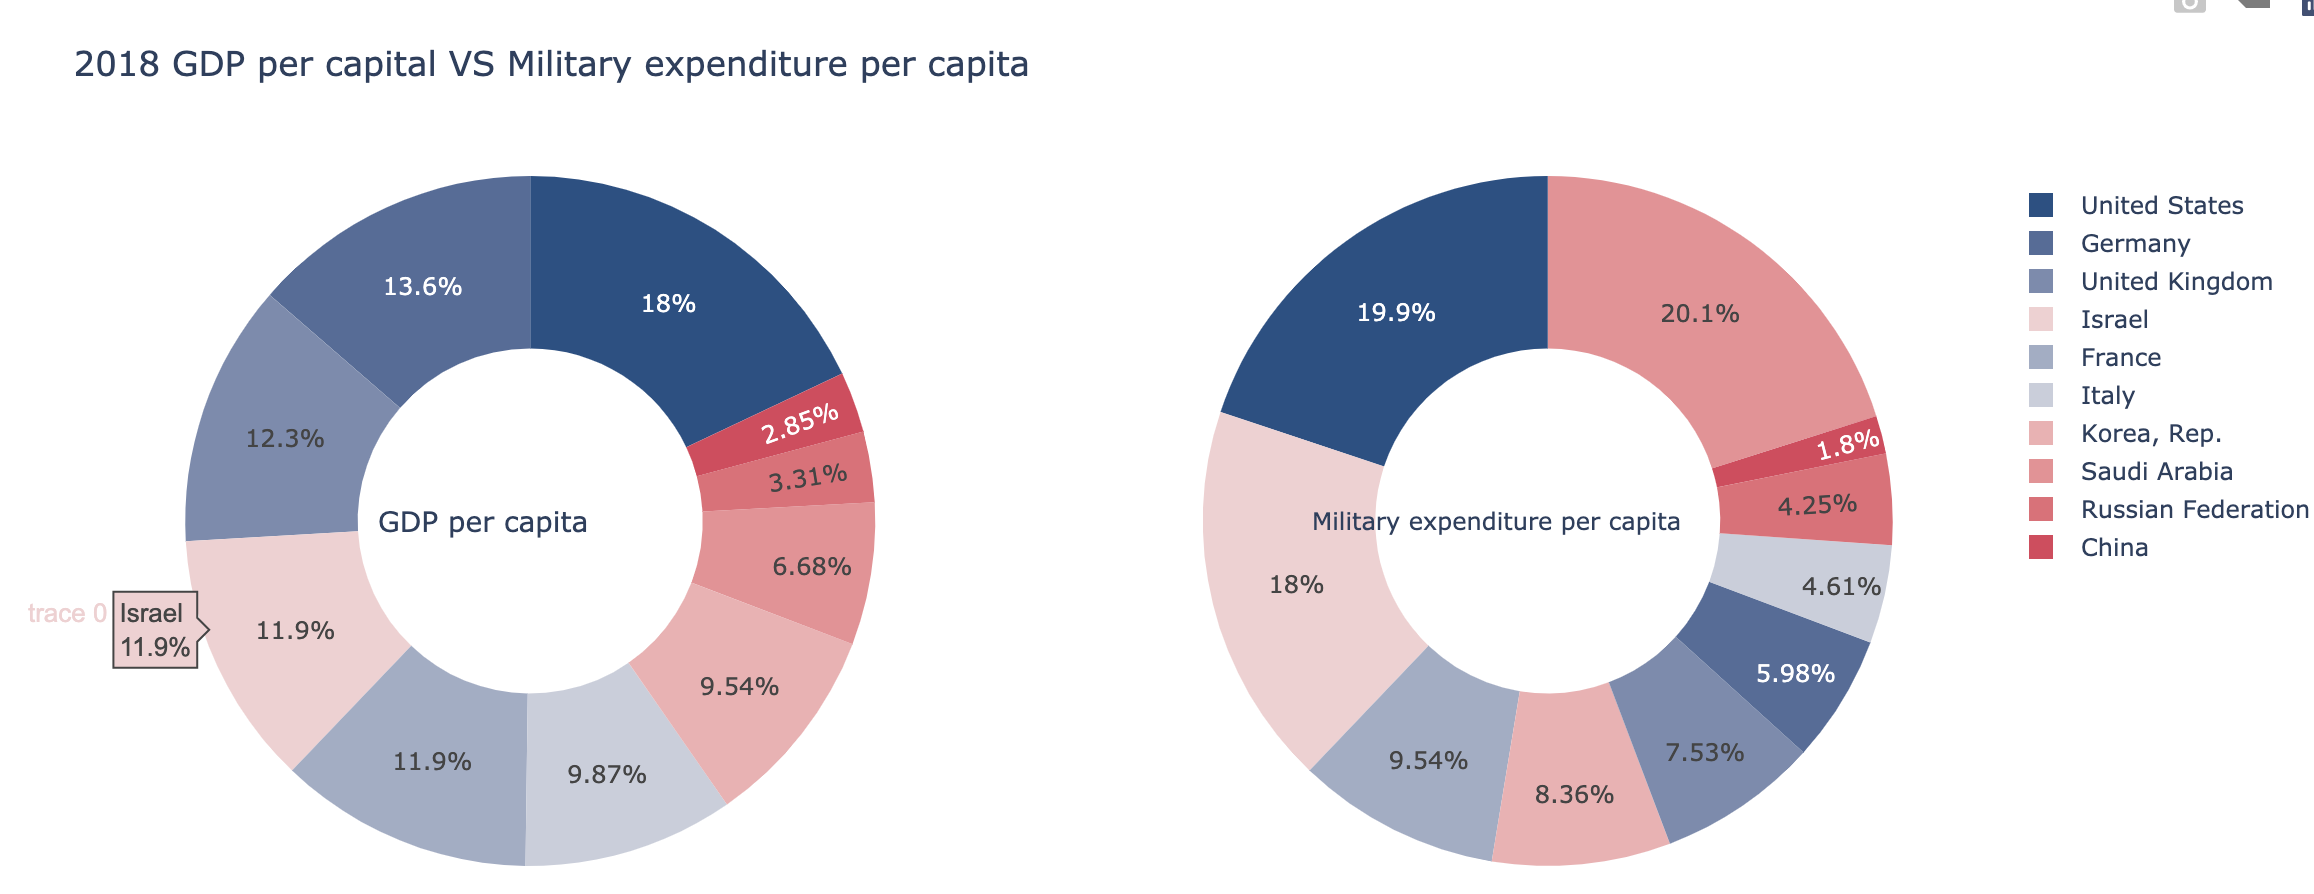 2018 GDP per capital VS Military expenditure per capita
13.6%
18%
12.3%
2.85%
3.31%
GDP per capita
6.68%
trace 0
Israel
11.9%
11.9%
9.54%
11.9%
9.87%
19.9%
20.1%
1.8%
4.25%
Military expenditure per capita
18%
4.61%
5.98%
9.54%
7.53%
8.36%
United States
Germany
United Kingdom
Israel
France
Italy
Korea, Rep.
Saudi Arabia
Russian Federation
China